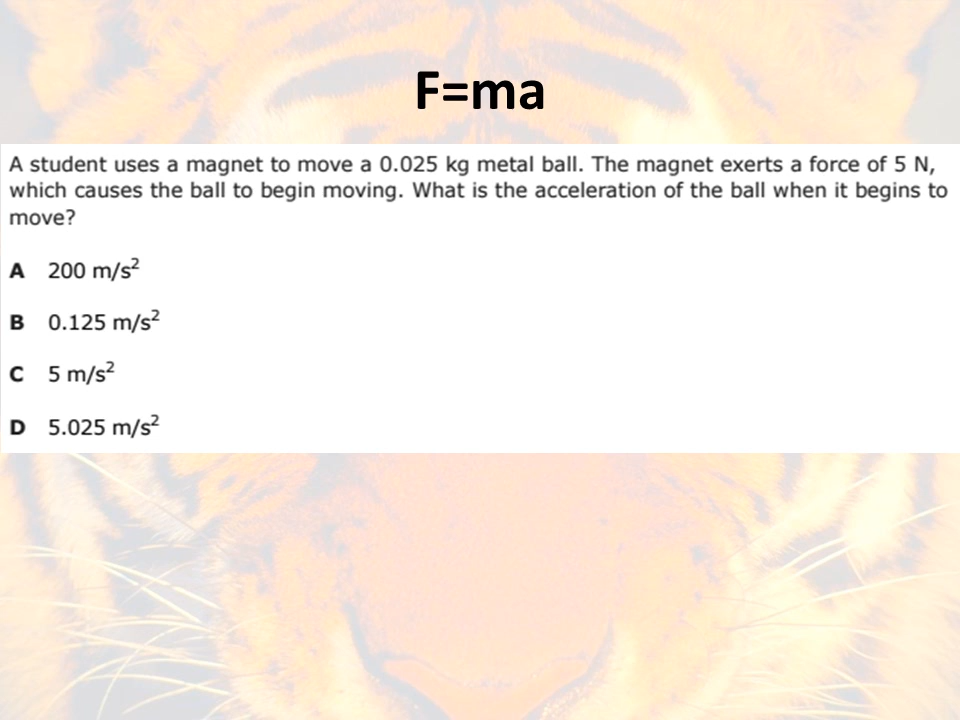 F=ma
A student uses a magnet to move a 0.025 kg metal ball. The magnet exerts a force of 5 N,
which causes the ball to begin moving. What is the acceleration of the ball when it begins to
move?
A 200 m/s²
B 0.125 m/s²
C 5 m/s²
D 5.025 m/s²